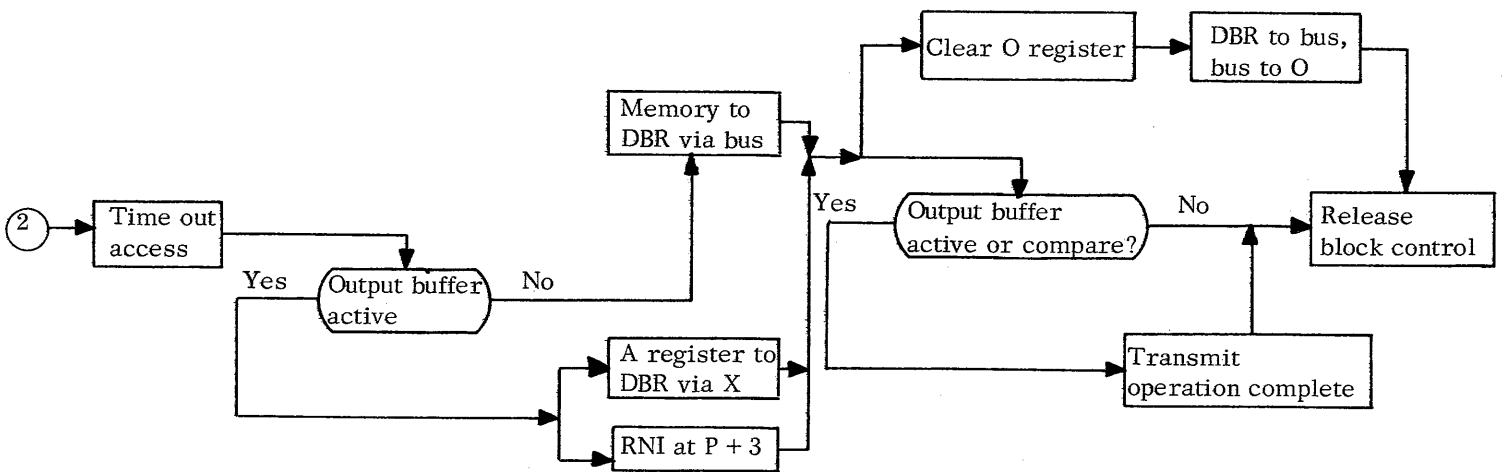 Clear O register
DBR to bus,
bus to O
Memory to
DBR via bus
2
Time out
access
Yes
Output buffer
active
No
Yes
Output buffer
active or compare?
No
Release
block control
A register to
DBR via X
RNI at P + 3
Transmit
operation complete